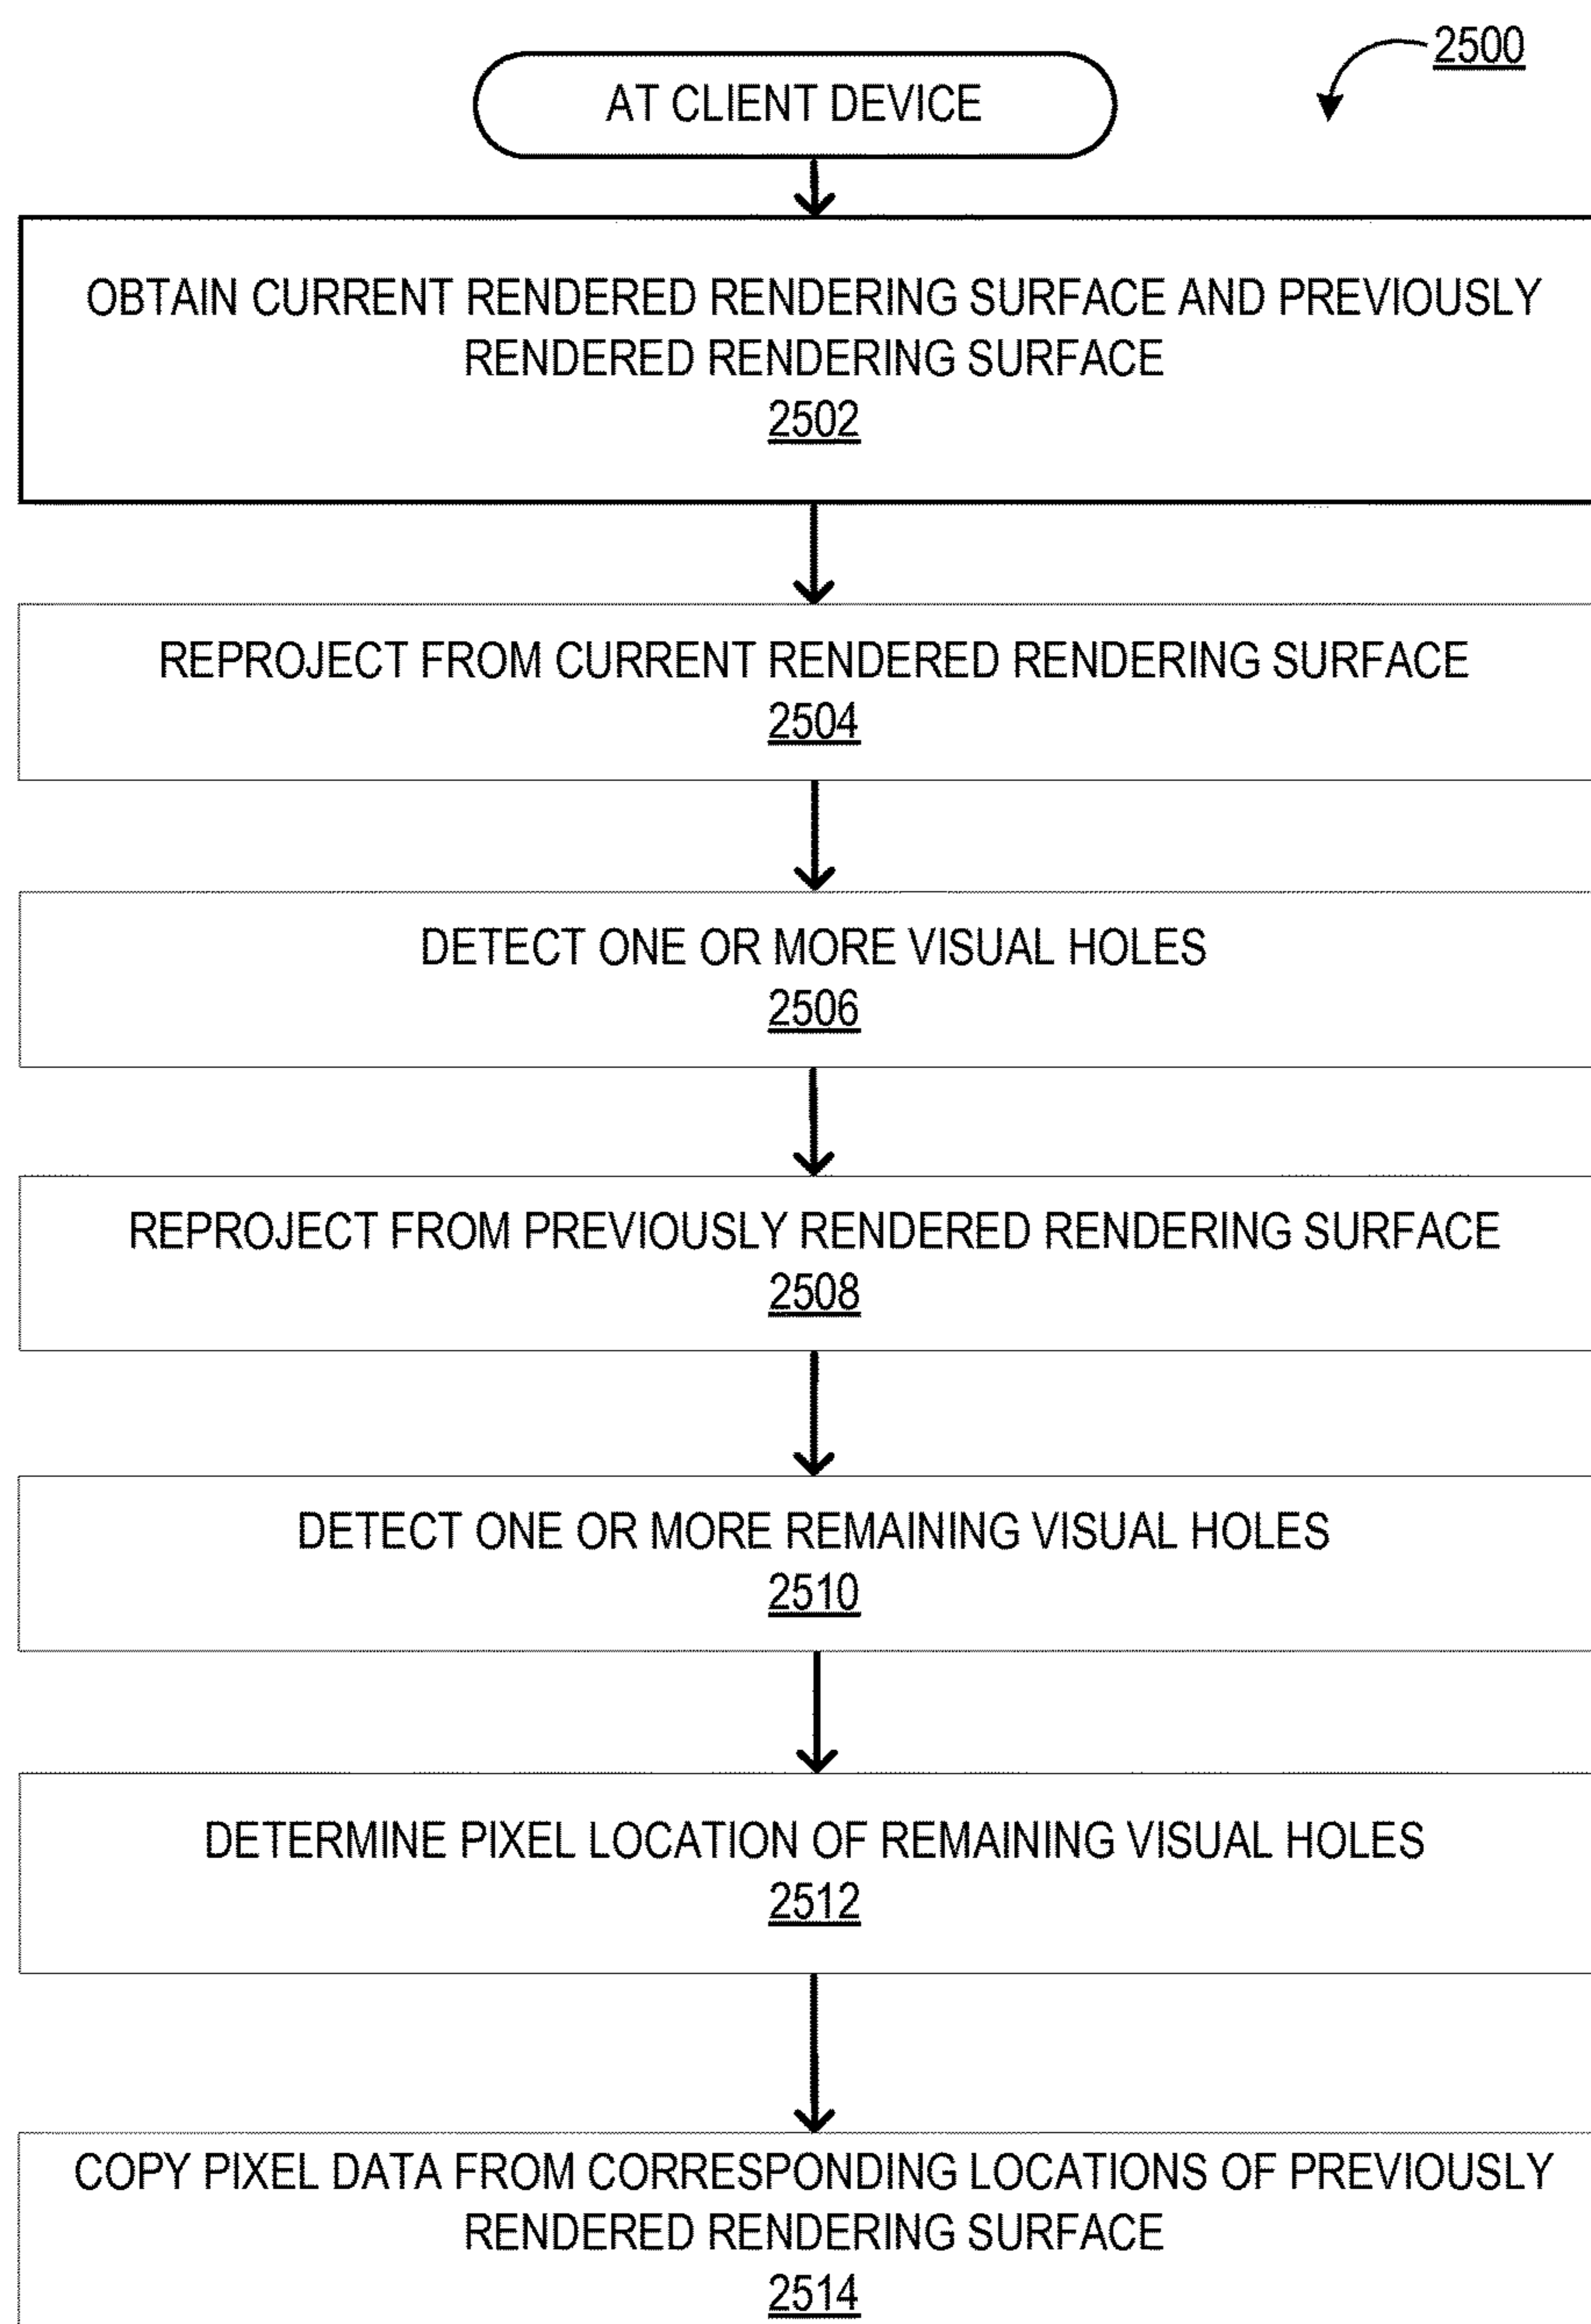 2500
AT CLIENT DEVICE
OBTAIN CURRENT RENDERED RENDERING SURFACE AND PREVIOUSLY
RENDERED RENDERING SURFACE
2502
REPROJECT FROM CURRENT RENDERED RENDERING SURFACE
2504
DETECT ONE OR MORE VISUAL HOLES
2506
REPROJECT FROM PREVIOUSLY RENDERED RENDERING SURFACE
2508
DETECT ONE OR MORE REMAINING VISUAL HOLES
2510
DETERMINE PIXEL LOCATION OF REMAINING VISUAL HOLES
2512
COPY PIXEL DATA FROM CORRESPONDING LOCATIONS OF PREVIOUSLY
RENDERED RENDERING SURFACE
2514